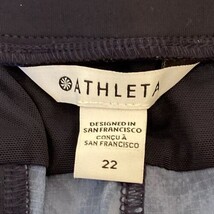 ATHLETA
DESIGNED IN
SAN FRANCISCO
CONÇU À
SAN FRANCISCO
22